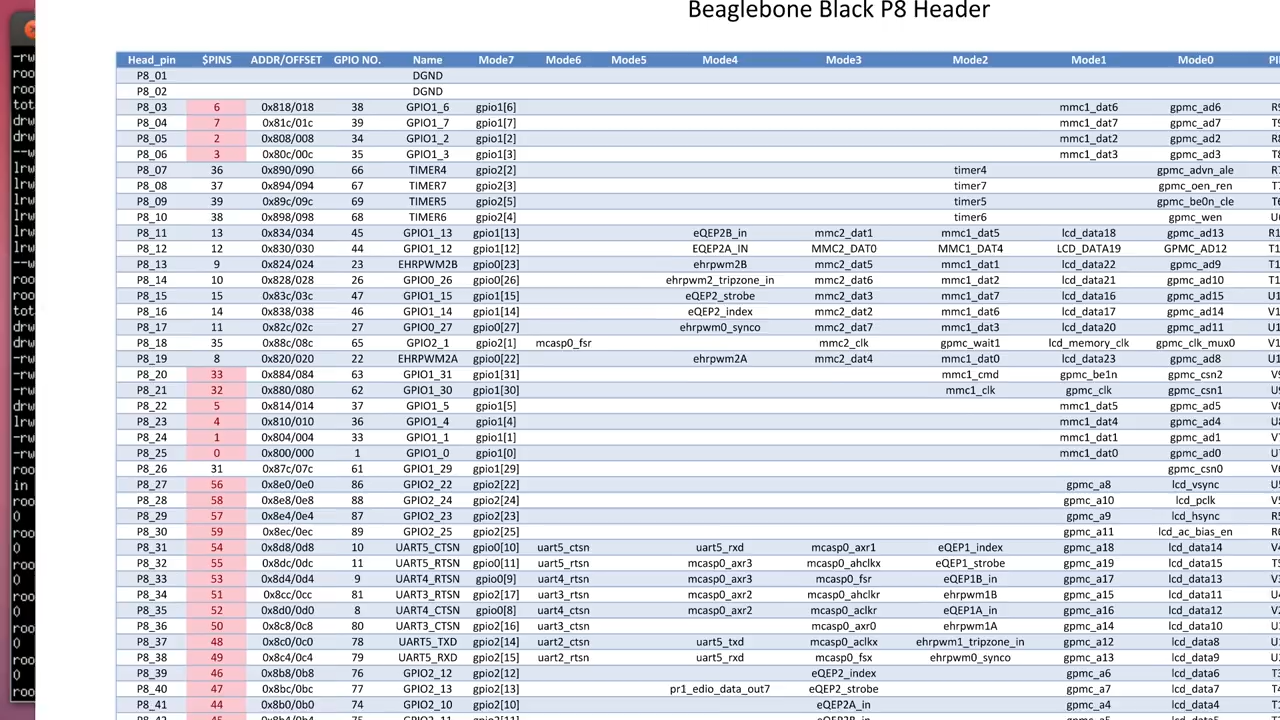 Beaglebone Black P8 Header
Head_pin $PINS ADDR/OFFSET GPIO NO. Name Mode7 Mode6 Mode5 Mode4 Mode3 Mode2 Mode1 Mode0
P8_01 DGND
P8_02 DGND
P8_03 6 0x818/018 38 GPIO1_6 gpio1[6] mmc1_dat6 gpmc_ad6
P8_04 7 0x81c/01c 39 GPIO1_7 gpio1[7] mmc1_dat7 gpmc_ad7
P8_05 2 0x808/008 34 GPIO1_2 gpio1[2] mmc1_dat2 gpmc_ad2
P8_06 3 0x80c/00c 35 GPIO1_3 gpio1[3] mmc1_dat3 gpmc_ad3
P8_07 36 0x890/090 66 TIMER4 gpio2[2] timer4 gpmc_advn_ale
P8_08 37 0x894/094 67 TIMER7 gpio2[3] timer7 gpmc_oen_ren
P8_09 39 0x89c/09c 69 TIMER5 gpio2[5] timer5 gpmc_be0n_cle
P8_10 38 0x898/098 68 TIMER6 gpio2[4] timer6 gpmc_wen
P8_11 13 0x834/034 45 GPIO1_13 gpio1[13] eQEP2B_in mmc2_dat1 mmc1_dat5 lcd_data18 gpmc_ad13
P8_12 12 0x830/030 44 GPIO1_12 gpio1[12] EQEP2A_IN MMC2_DAT0 MMC1_DAT4 LCD_DATA19 GPMC_AD12
P8_13 9 0x824/024 23 EHRPWM2B gpio0[23] ehrpwm2B mmc2_dat5 mmc1_dat1 lcd_data22 gpmc_ad9
P8_14 10 0x828/028 26 GPIO0_26 gpio0[26] ehrpwm2_tripzone_in mmc2_dat6 mmc1_dat2 lcd_data21 gpmc_ad10
P8_15 15 0x83c/03c 47 GPIO1_15 gpio1[15] eQEP2_strobe mmc2_dat3 mmc1_dat7 lcd_data16 gpmc_ad15
P8_16 14 0x838/038 46 GPIO1_14 gpio1[14] eQEP2_index mmc2_dat2 mmc1_dat6 lcd_data17 gpmc_ad14
P8_17 11 0x82c/02c 27 GPIO0_27 gpio0[27] ehrpwm0_synco mmc2_dat7 mmc1_dat3 lcd_data20 gpmc_ad11
P8_18 35 0x88c/08c 65 GPIO2_1 gpio2[1] mcasp0_fsr mmc2_clk gpmc_wait1 lcd_memory_clk gpmc_clk_mux0
P8_19 8 0x820/020 22 EHRPWM2A gpio0[22] ehrpwm2A mmc2_dat4 mmc1_dat0 lcd_data23 gpmc_ad8
P8_20 33 0x884/084 63 GPIO1_31 gpio1[31] mmc1_cmd gpmc_be1n gpmc_csn2
P8_21 32 0x880/080 62 GPIO1_30 gpio1[30] mmc1_clk gpmc_clk gpmc_csn1
P8_22 5 0x814/014 37 GPIO1_5 gpio1[5] mmc1_dat5 gpmc_ad5
P8_23 4 0x810/010 36 GPIO1_4 gpio1[4] mmc1_dat4 gpmc_ad4
P8_24 1 0x804/004 33 GPIO1_1 gpio1[1] mmc1_dat1 gpmc_ad1
P8_25 0 0x800/000 1 GPIO1_0 gpio1[0] mmc1_dat0 gpmc_ad0
P8_26 31 0x87c/07c 61 GPIO1_29 gpio1[29] gpmc_csn0
P8_27 56 0x8e0/0e0 86 GPIO2_22 gpio2[22] gpmc_a8 lcd_vsync
P8_28 58 0x8e8/0e8 88 GPIO2_24 gpio2[24] gpmc_a10 lcd_pclk
P8_29 57 0x8e4/0e4 87 GPIO2_23 gpio2[23] gpmc_a9 lcd_hsync
P8_30 59 0x8ec/0ec 89 GPIO2_25 gpio2[25] gpmc_a11 lcd_ac_bias_en
P8_31 54 0x8d8/0d8 10 UART5_CTSN gpio0[10] uart5_ctsn uart5_rxd mcasp0_axr1 eQEP1_index gpmc_a18 lcd_data14
P8_32 55 0x8dc/0dc 11 UART5_RTSN gpio0[11] uart5_rtsn mcasp0_axr3 mcasp0_ahclkx eQEP1_strobe gpmc_a19 lcd_data15
P8_33 53 0x8d4/0d4 9 UART4_RTSN gpio0[9] uart4_rtsn mcasp0_axr3 mcasp0_fsr eQEP1B_in gpmc_a17 lcd_data13
P8_34 51 0x8cc/0cc 81 UART3_RTSN gpio2[17] uart3_rtsn mcasp0_axr2 mcasp0_ahclkr ehrpwm1B gpmc_a15 lcd_data11
P8_35 52 0x8d0/0d0 8 UART4_CTSN gpio0[8] uart4_ctsn mcasp0_axr2 mcasp0_aclkr eQEP1A_in gpmc_a16 lcd_data12
P8_36 50 0x8c8/0c8 80 UART3_CTSN gpio2[16] uart3_ctsn mcasp0_axr0 ehrpwm1A gpmc_a14 lcd_data10
P8_37 48 0x8c0/0c0 78 UART5_TXD gpio2[14] uart2_ctsn uart5_txd mcasp0_aclkx ehrpwm1_tripzone_in gpmc_a12 lcd_data8
P8_38 49 0x8c4/0c4 79 UART5_RXD gpio2[15] uart2_rtsn uart5_rxd mcasp0_fsx ehrpwm0_synco gpmc_a13 lcd_data9
P8_39 46 0x8b8/0b8 76 GPIO2_12 gpio2[12] eQEP2_index gpmc_a6 lcd_data6
P8_40 47 0x8bc/0bc 77 GPIO2_13 gpio2[13] pr1_edio_data_out7 eQEP2_strobe gpmc_a7 lcd_data7
P8_41 44 0x8b0/0b0 74 GPIO2_10 gpio2[10] eQEP2A_in gpmc_a4 lcd_data4